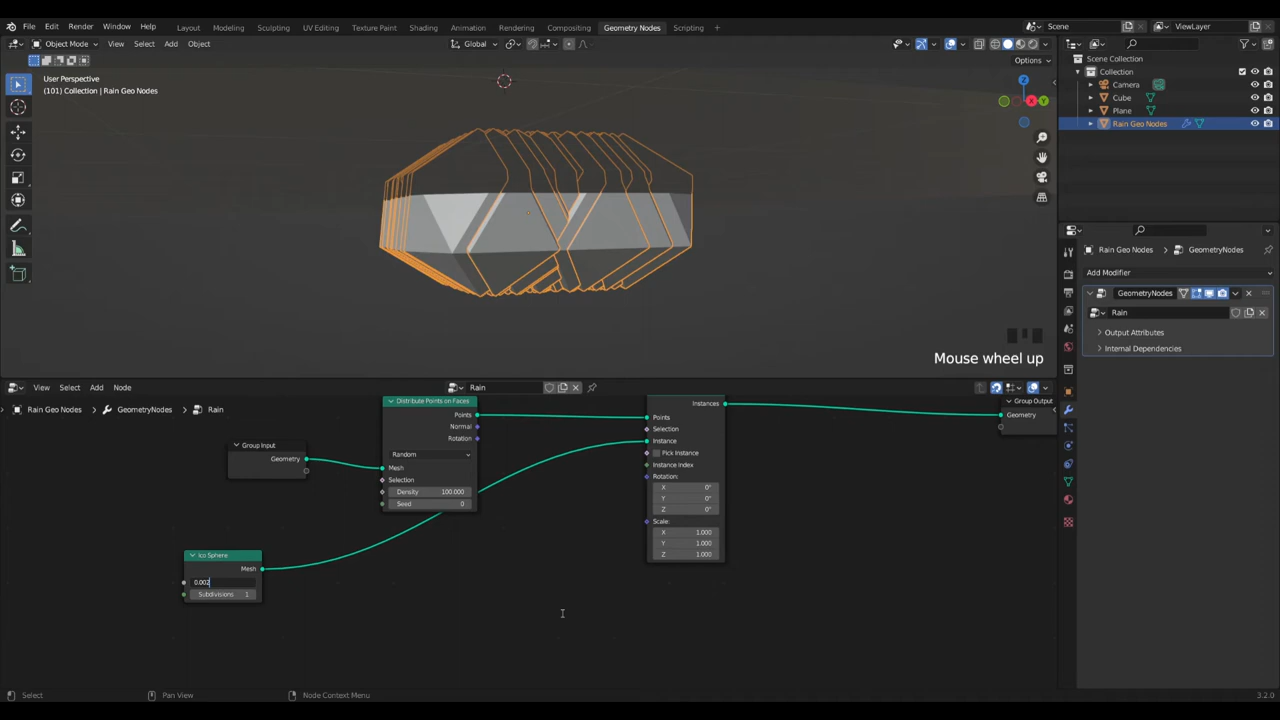 File Edit Render Window Help
Layout Modeling Sculpting UV Editing Texture Paint Shading Animation Rendering Compositing Geometry Nodes Scripting
Scene
ViewLayer
Object Mode View Select Add Object
Global
Options
User Perspective
(101) Collection | Rain Geo Nodes
Z
X
Y
Scene Collection
Collection
Camera
Cube
Plane
Rain Geo Nodes
Rain Geo Nodes
GeometryNodes
Add Modifier
GeometryNodes
Rain
Output Attributes
Internal Dependencies
Mouse wheel up
View Select Add Node
Rain
Rain Geo Nodes
GeometryNodes
Rain
Group Input
Geometry
Distribute Points on Faces
Points
Normal
Rotation
Random
Mesh
Selection
Density 100.000
Seed 0
Ico Sphere
Mesh
0.002
Subdivisions 1
Instances
Points
Selection
Instance
Pick Instance
Instance Index
Rotation:
X 0°
Y 0°
Z 0°
Scale:
X 1.000
Y 1.000
Z 1.000
Group Output
Geometry
Select
Pan View
Node Context Menu
3.2.0